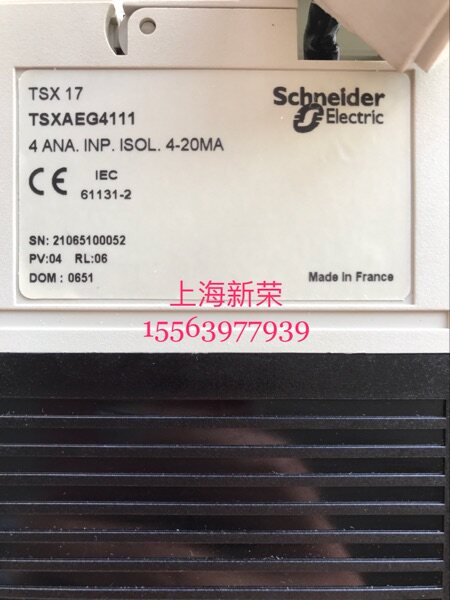 TSX 17
TSXAEG4111
4 ANA. INP. ISOL. 4-20MA
Schneider
Electric
CE
IEC
61131-2
SN: 21065100052
PV:04 RL:06
DOM : 0651
Made in France
上海新荣
15563977939